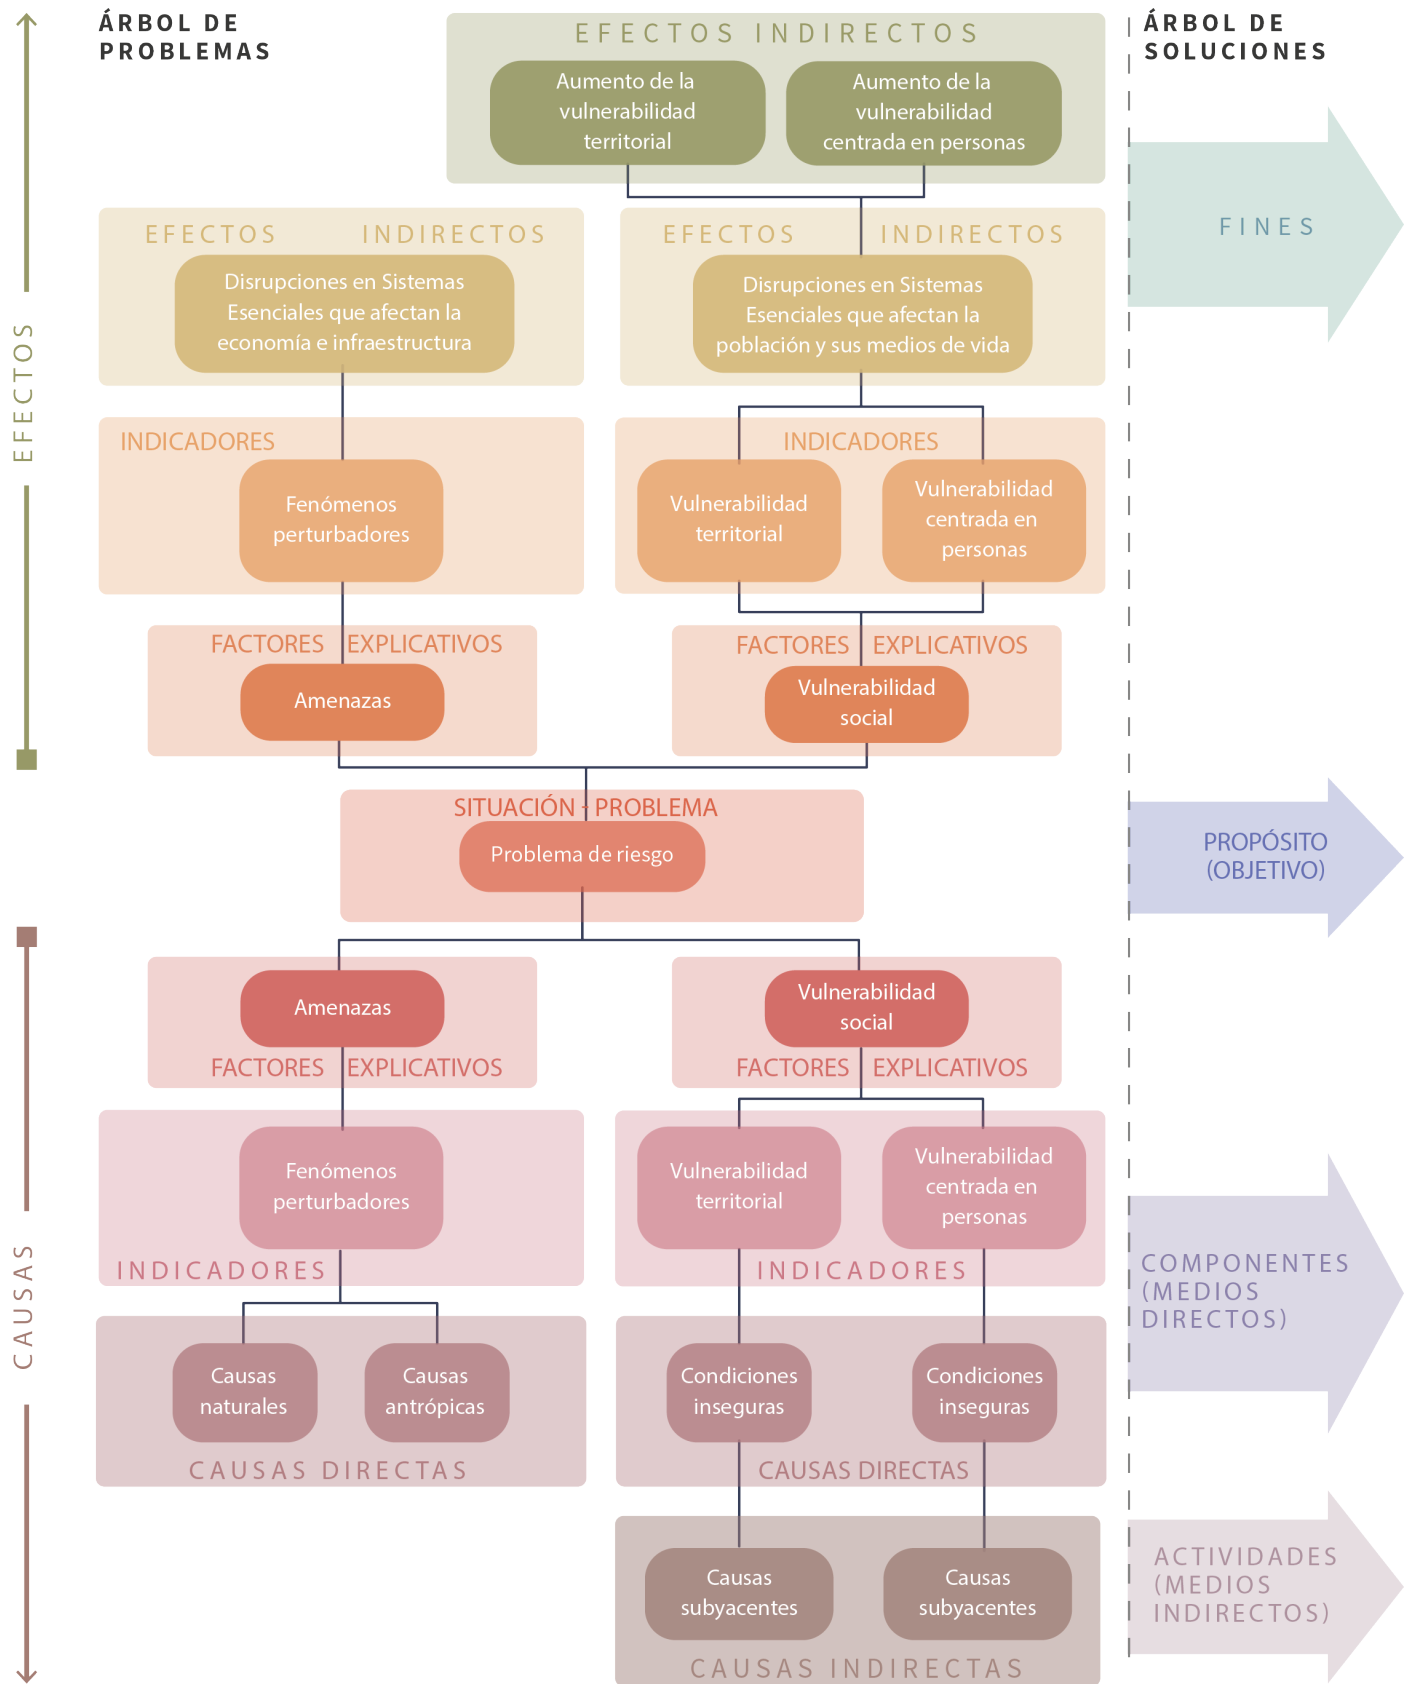 ÁRBOL DE
PROBLEMAS
EFECTOS INDIRECTOS
Aumento de la
vulnerabilidad
territorial
Aumento de la
vulnerabilidad
centrada en personas
ÁRBOL DE
SOLUCIONES
FINES
EFECTOS
EFECTOS INDIRECTOS
Disrupciones en Sistemas
Esenciales que afectan la
economía e infraestructura
EFECTOS INDIRECTOS
Disrupciones en Sistemas
Esenciales que afectan la
población y sus medios de vida
INDICADORES
Fenómenos
perturbadores
INDICADORES
Vulnerabilidad
territorial
Vulnerabilidad
centrada en
personas
FACTORES EXPLICATIVOS
Amenazas
FACTORES EXPLICATIVOS
Vulnerabilidad
social
SITUACIÓN - PROBLEMA
Problema de riesgo
PROPÓSITO
(OBJETIVO)
CAUSAS
Amenazas
FACTORES EXPLICATIVOS
Vulnerabilidad
social
FACTORES EXPLICATIVOS
Fenómenos
perturbadores
INDICADORES
Vulnerabilidad
territorial
Vulnerabilidad
centrada en
personas
INDICADORES
COMPONENTES
(MEDIOS
DIRECTOS)
Causas
naturales
Causas
antrópicas
CAUSAS DIRECTAS
Condiciones
inseguras
Condiciones
inseguras
CAUSAS DIRECTAS
Causas
subyacentes
Causas
subyacentes
CAUSAS INDIRECTAS
ACTIVIDADES
(MEDIOS
INDIRECTOS)